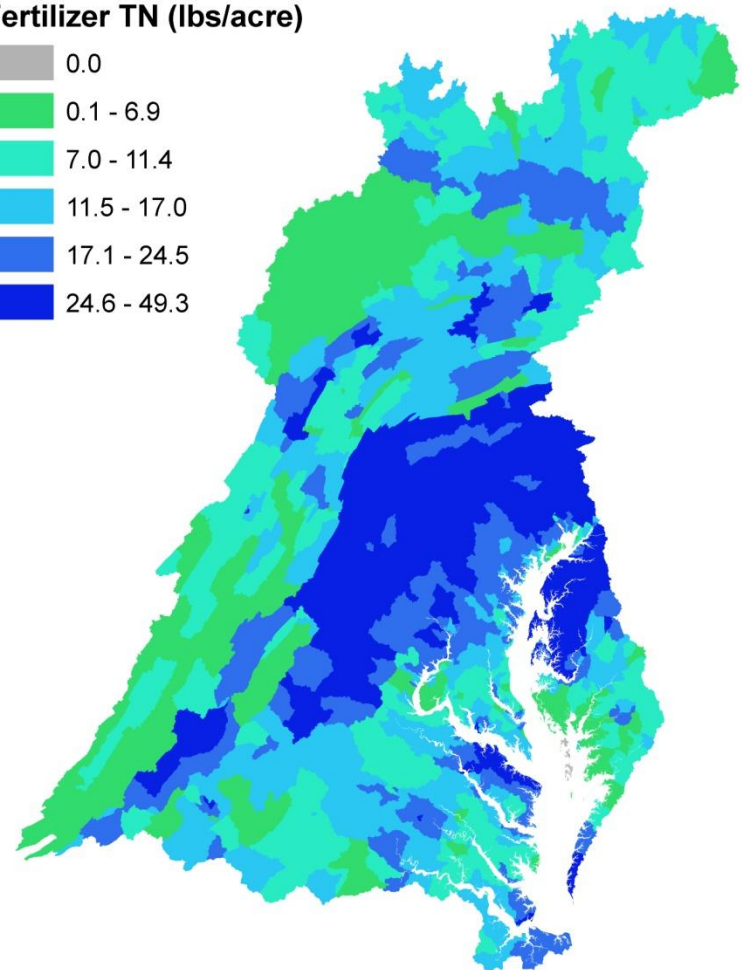 Fertilizer TN (lbs/acre)
0.0
0.1 - 6.9
7.0 - 11.4
11.5 - 17.0
17.1 - 24.5
24.6 - 49.3